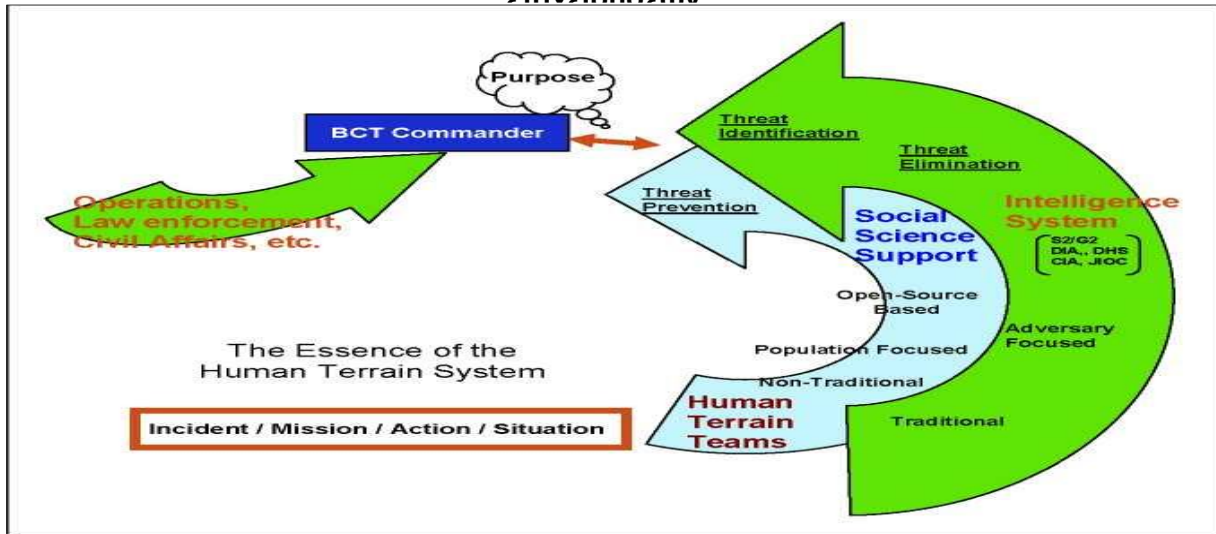 Purpose
BCT Commander
Threat
Identification
Threat
Elimination
Threat
Prevention
Operations,
Law enforcement,
Civil Affairs, etc.
Social
Science
Support
Intelligence
System
S2/G2
DIA,, DHS
CIA, JIOC
Open-Source
Based
Adversary
Focused
Population Focused
Non-Traditional
Traditional
Human
Terrain
Teams
The Essence of the
Human Terrain System
Incident / Mission / Action / Situation